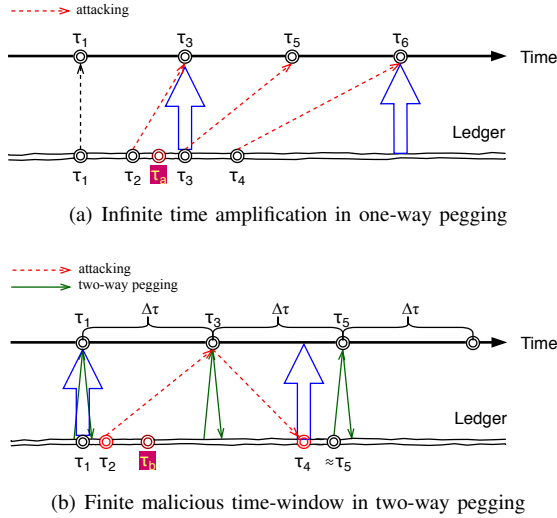 attacking
τ1 τ3 τ5 τ6
Time
Ledger
τ1 τ2 τa τ3 τ4
(a) Infinite time amplification in one-way pegging
attacking
two-way pegging
Δτ Δτ Δτ
τ1 τ3 τ5
Time
Ledger
τ1 τ2 τb τ4 ≈τ5
(b) Finite malicious time-window in two-way pegging